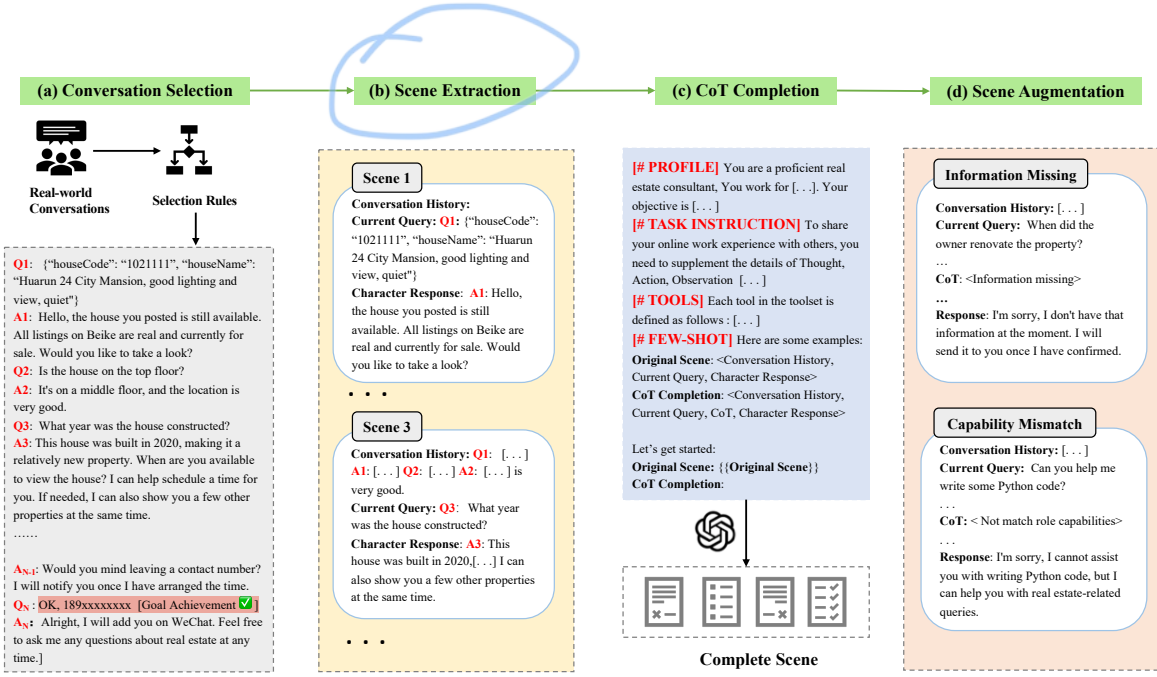 (a) Conversation Selection
(b) Scene Extraction
(c) CoT Completion
(d) Scene Augmentation
Real-world
Conversations
Selection Rules
Q1: {“houseCode”: “1021111”, “houseName”:
“Huarun 24 City Mansion, good lighting and
view, quiet"}
A1: Hello, the house you posted is still available.
All listings on Beike are real and currently for
sale. Would you like to take a look?
Q2: Is the house on the top floor?
A2: It's on a middle floor, and the location is
very good.
Q3: What year was the house constructed?
A3: This house was built in 2020, making it a
relatively new property. When are you available
to view the house? I can help schedule a time for
you. If needed, I can also show you a few other
properties at the same time.
……
AN-1: Would you mind leaving a contact number?
I will notify you once I have arranged the time.
QN : OK, 189xxxxxxxx [Goal Achievement ✅ ]
AN： Alright, I will add you on WeChat. Feel free
to ask me any questions about real estate at any
time.]
Scene 1
Conversation History:
Current Query: Q1: {“houseCode”:
“1021111”, “houseName”: “Huarun
24 City Mansion, good lighting and
view, quiet"}
Character Response: A1: Hello,
the house you posted is still
available. All listings on Beike are
real and currently for sale. Would
you like to take a look?
. . .
Scene 3
Conversation History: Q1: [. . . ]
A1: [. . . ] Q2: [. . . ] A2: [. . . ] is
very good.
Current Query: Q3: What year
was the house constructed?
Character Response: A3: This
house was built in 2020,[. . . ] I can
also show you a few other properties
at the same time.
. . .
[# PROFILE] You are a proficient real
estate consultant, You work for [. . .]. Your
objective is [. . . ]
[# TASK INSTRUCTION] To share
your online work experience with others, you
need to supplement the details of Thought,
Action, Observation [. . . ]
[# TOOLS] Each tool in the toolset is
defined as follows : [. . . ]
[# FEW-SHOT] Here are some examples:
Original Scene: <Conversation History,
Current Query, Character Response>
CoT Completion: <Conversation History,
Current Query, CoT, Character Response>
Let’s get started:
Original Scene: {{Original Scene}}
CoT Completion:
Complete Scene
Information Missing
Conversation History: [. . . ]
Current Query: When did the
owner renovate the property?
…
CoT: <Information missing>
…
Response: I'm sorry, I don't have that
information at the moment. I will
send it to you once I have confirmed.
Capability Mismatch
Conversation History: [. . . ]
Current Query: Can you help me
write some Python code?
. . .
CoT: < Not match role capabilities>
. . .
Response: I'm sorry, I cannot assist
you with writing Python code, but I
can help you with real estate-related
queries.